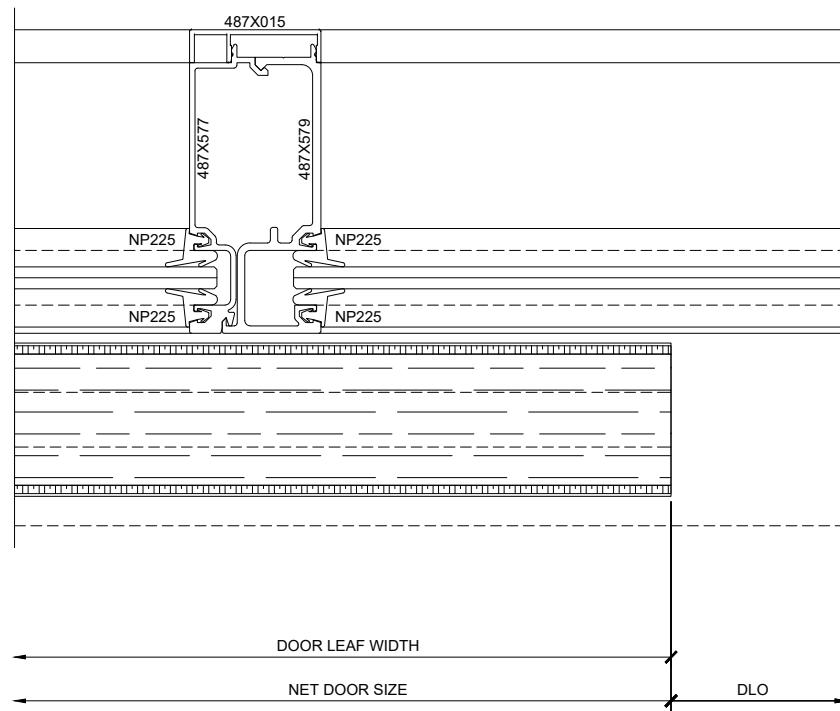 487X015
487X577
487X579
NP225
NP225
NP225
NP225
DOOR LEAF WIDTH
NET DOOR SIZE
DLO